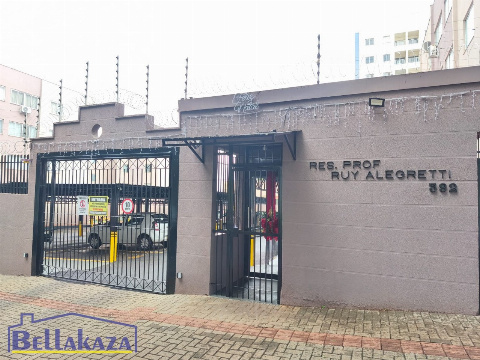 RES. PROF
RUY ALEGRETTI
392
BELLAKAZA